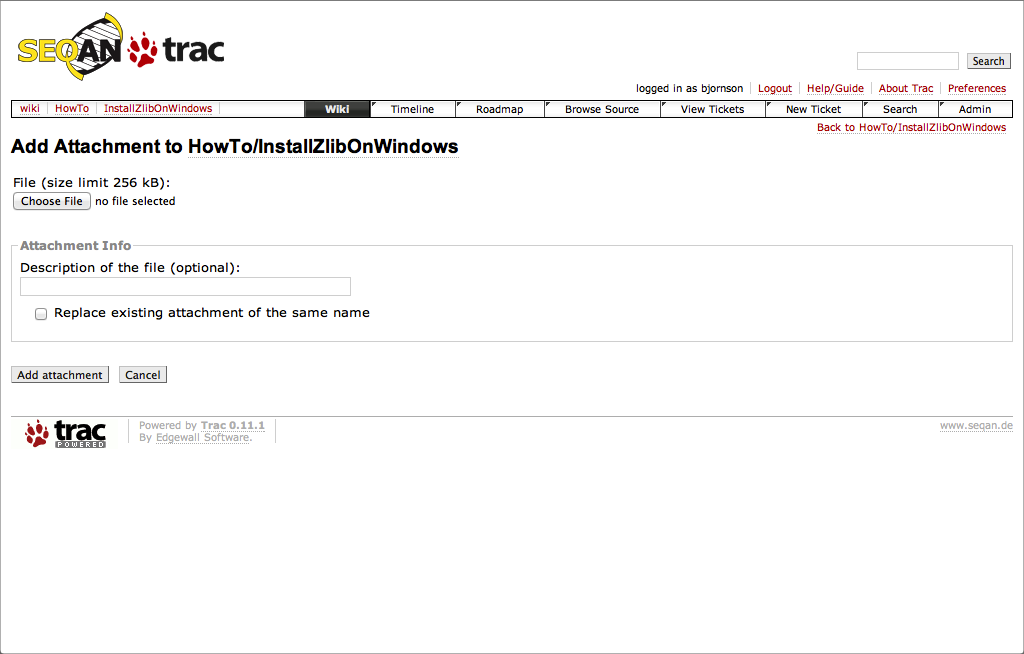 SEQAN trac
Search
logged in as bjornson Logout Help/Guide About Trac Preferences
wiki HowTo InstallZlibOnWindows Wiki Timeline Roadmap Browse Source View Tickets New Ticket Search Admin
Back to HowTo/InstallZlibOnWindows
Add Attachment to HowTo/InstallZlibOnWindows
File (size limit 256 kB):
Choose File no file selected
Attachment Info
Description of the file (optional):
Replace existing attachment of the same name
Add attachment Cancel
trac POWERED
Powered by Trac 0.11.1
By Edgewall Software.
www.seqan.de